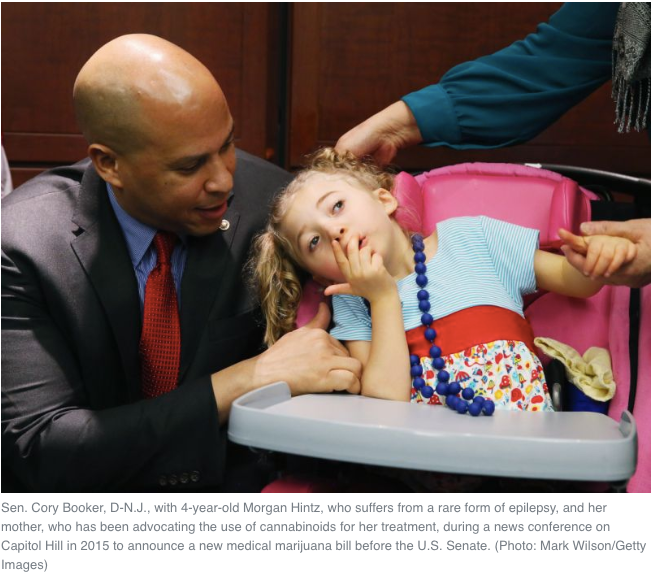 Sen. Cory Booker, D-N.J., with 4-year-old Morgan Hintz, who suffers from a rare form of epilepsy, and her
mother, who has been advocating the use of cannabinoids for her treatment, during a news conference on
Capitol Hill in 2015 to announce a new medical marijuana bill before the U.S. Senate. (Photo: Mark Wilson/Getty
Images)